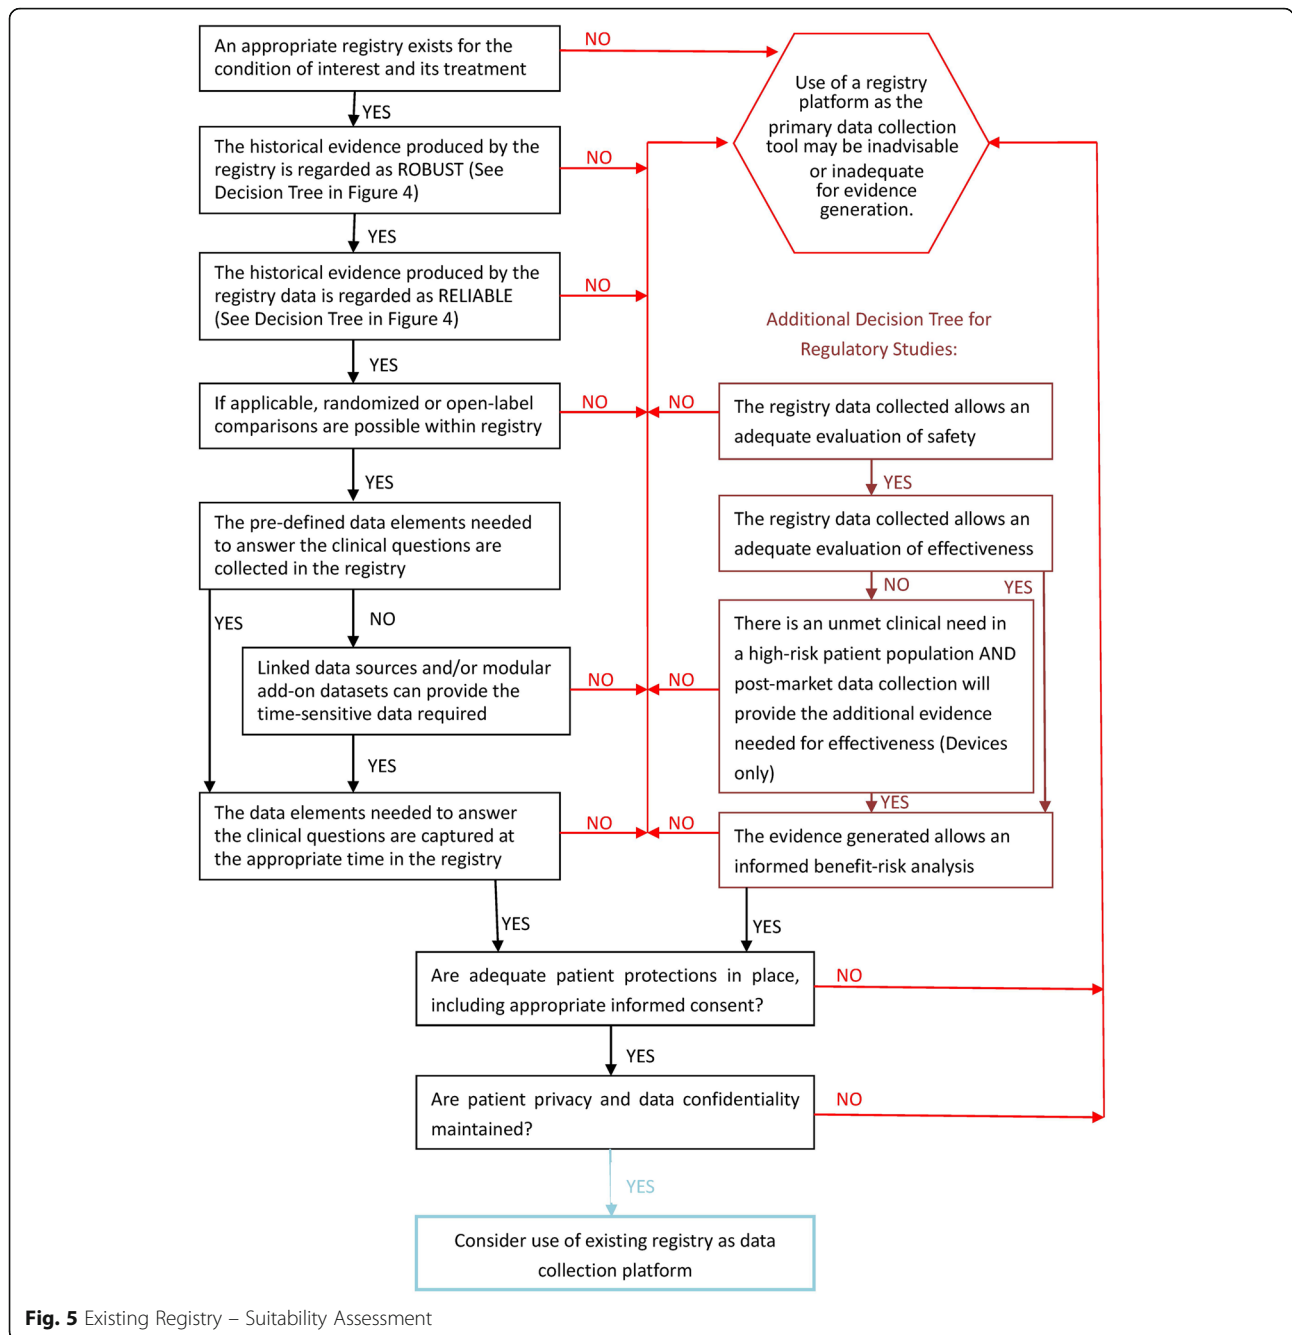 An appropriate registry exists for the
condition of interest and its treatment
NO
YES
Use of a registry
platform as the
primary data collection
tool may be inadvisable
or inadequate
for evidence
generation.
The historical evidence produced by the
registry is regarded as ROBUST (See
Decision Tree in Figure 4)
NO
YES
The historical evidence produced by the
registry data is regarded as RELIABLE
(See Decision Tree in Figure 4)
NO
YES
If applicable, randomized or open-label
comparisons are possible within registry
NO
YES
The pre-defined data elements needed
to answer the clinical questions are
collected in the registry
YES
NO
Linked data sources and/or modular
add-on datasets can provide the
time-sensitive data required
NO
YES
The data elements needed to answer
the clinical questions are captured at
the appropriate time in the registry
NO
YES
Additional Decision Tree for
Regulatory Studies:
The registry data collected allows an
adequate evaluation of safety
NO
YES
The registry data collected allows an
adequate evaluation of effectiveness
NO
YES
There is an unmet clinical need in
a high-risk patient population AND
post-market data collection will
provide the additional evidence
needed for effectiveness (Devices
only)
NO
YES
The evidence generated allows an
informed benefit-risk analysis
NO
YES
Are adequate patient protections in place,
including appropriate informed consent?
NO
YES
Are patient privacy and data confidentiality
maintained?
NO
YES
Consider use of existing registry as data
collection platform
Fig. 5 Existing Registry – Suitability Assessment